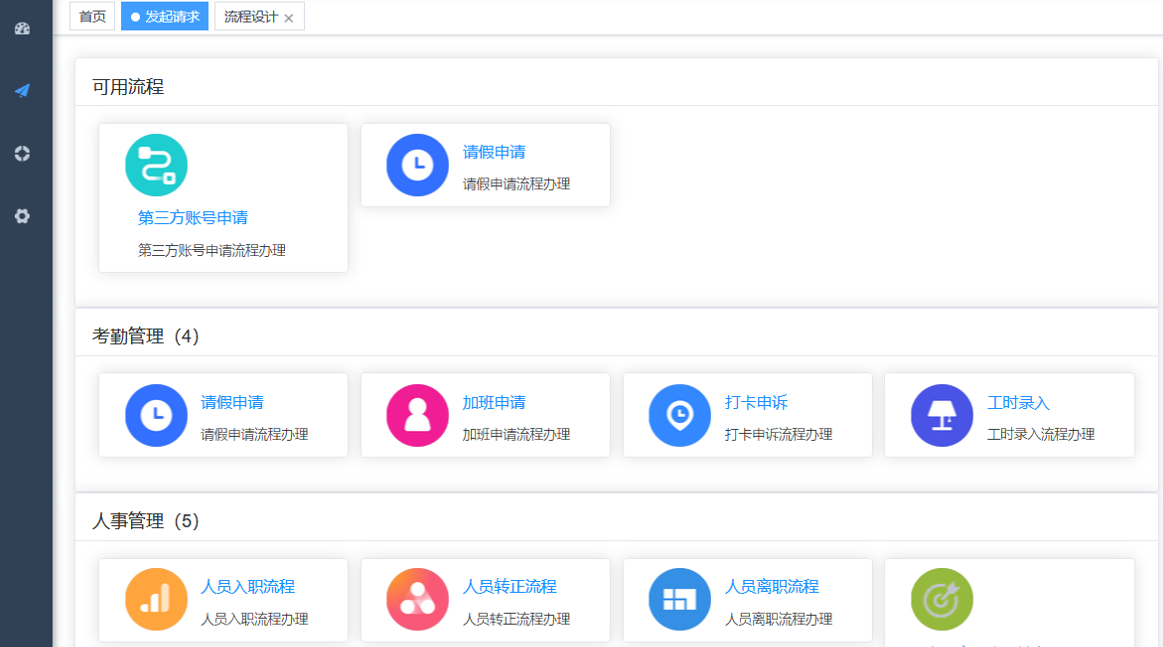 首页 发起请求 流程设计
可用流程
请假申请
请假申请流程办理
第三方账号申请
第三方账号申请流程办理
考勤管理（4）
请假申请 加班申请 打卡申诉 工时录入
请假申请流程办理 加班申请流程办理 打卡申诉流程办理 工时录入流程办理
人事管理（5）
人员入职流程 人员转正流程 人员离职流程
人员入职流程办理 人员转正流程办理 人员离职流程办理